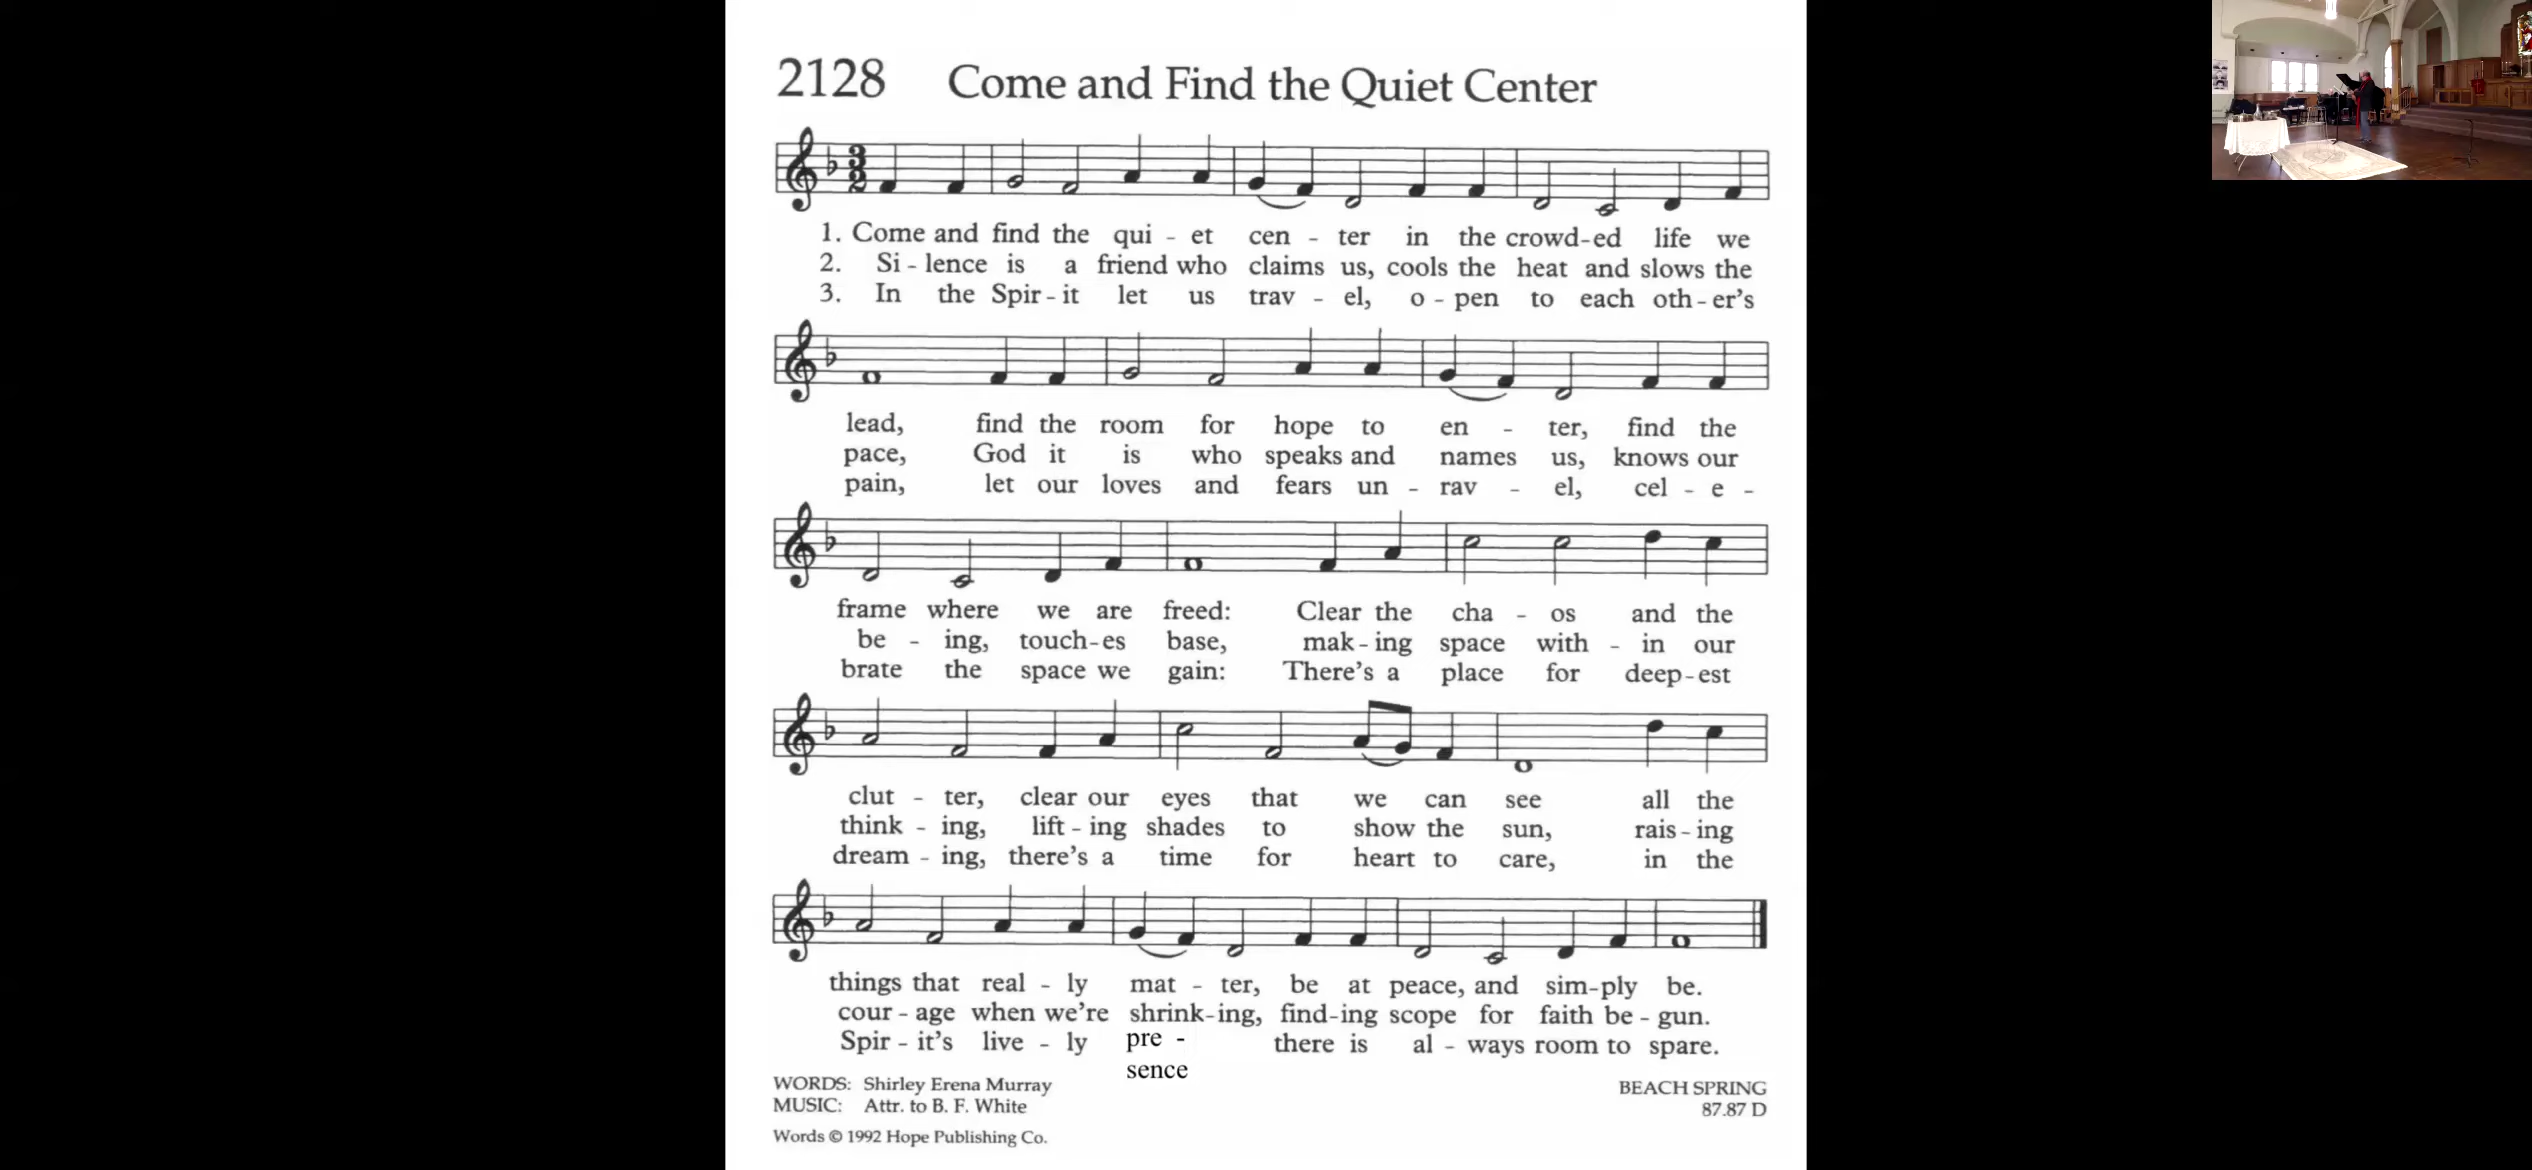 2128 Come and Find the Quiet Center
1. Come and find the qui - et cen - ter in the crowd-ed life we
2. Si - lence is a friend who claims us, cools the heat and slows the
3. In the Spir - it let us trav - el, o - pen to each oth - er's
lead, find the room for hope to en - ter, find the
pace, God it is who speaks and names us, knows our
pain, let our loves and fears un - rav - el, cel - e -
frame where we are freed: Clear the cha - os and the
be - ing, touch-es base, mak - ing space with - in our
brate the space we gain: There's a place for deep-est
clut - ter, clear our eyes that we can see all the
think - ing, lift - ing shades to show the sun, rais - ing
dream - ing, there's a time for heart to care, in the
things that real - ly mat - ter, be at peace, and sim-ply be.
cour - age when we're shrink-ing, find-ing scope for faith be - gun.
Spir - it's live - ly pre - there is al - ways room to spare.
sence
WORDS: Shirley Erena Murray
MUSIC: Attr. to B. F. White
Words © 1992 Hope Publishing Co.
BEACH SPRING
87.87 D